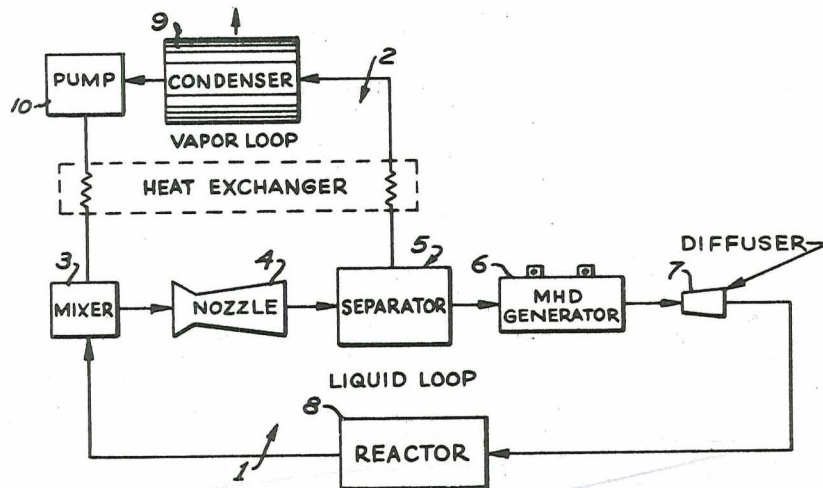 9
2
PUMP
CONDENSER
10
VAPOR LOOP
HEAT EXCHANGER
3
4
5
6
7
DIFFUSER
MIXER
NOZZLE
SEPARATOR
MHD
GENERATOR
LIQUID LOOP
8
1
REACTOR